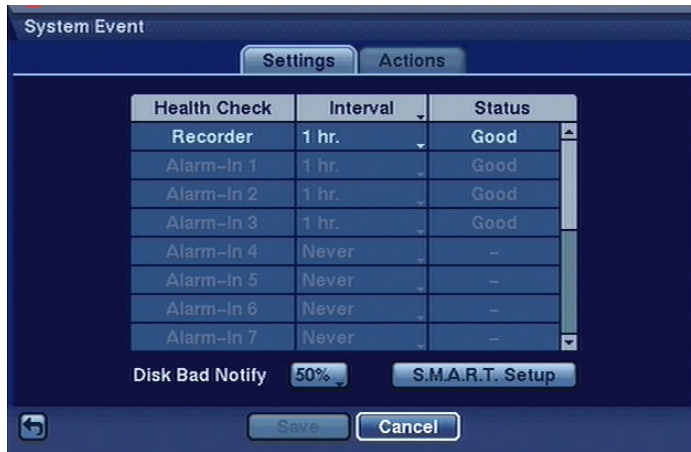 System Event
Settings Actions
Health Check Interval Status
Recorder 1 hr. Good
Alarm-In 1 1 hr. Good
Alarm-In 2 1 hr. Good
Alarm-In 3 1 hr. Good
Alarm-In 4 Never -
Alarm-In 5 Never -
Alarm-In 6 Never -
Alarm-In 7 Never -
Disk Bad Notify 50% S.M.A.R.T. Setup
Save Cancel